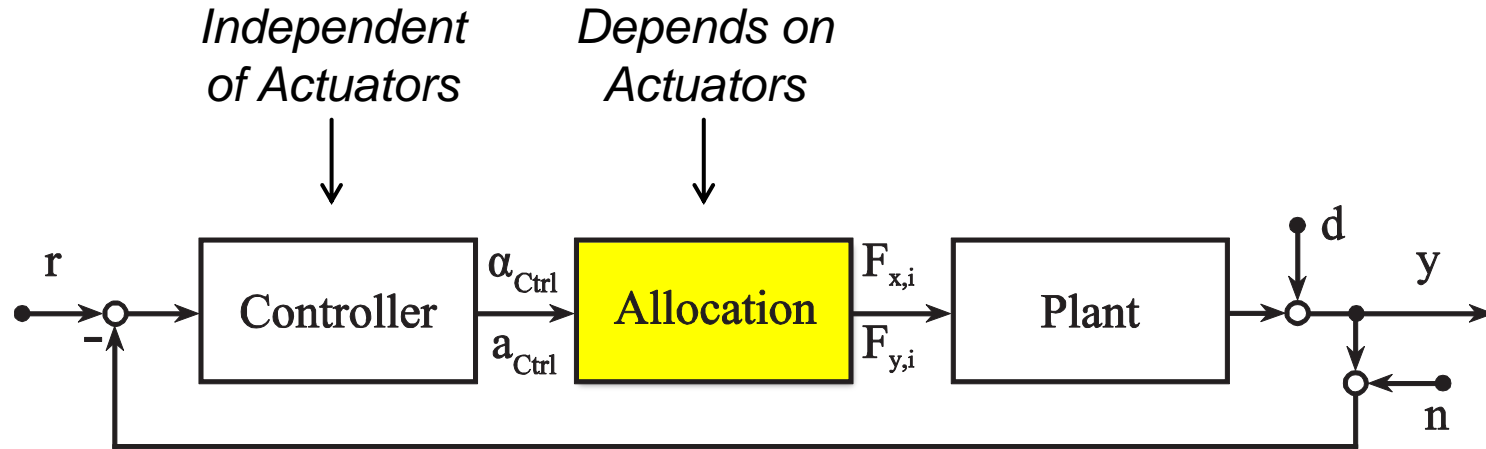 Independent
of Actuators
Depends on
Actuators
r
-
Controller
α_Ctrl
a_Ctrl
Allocation
F_x,i
F_y,i
Plant
d
y
n